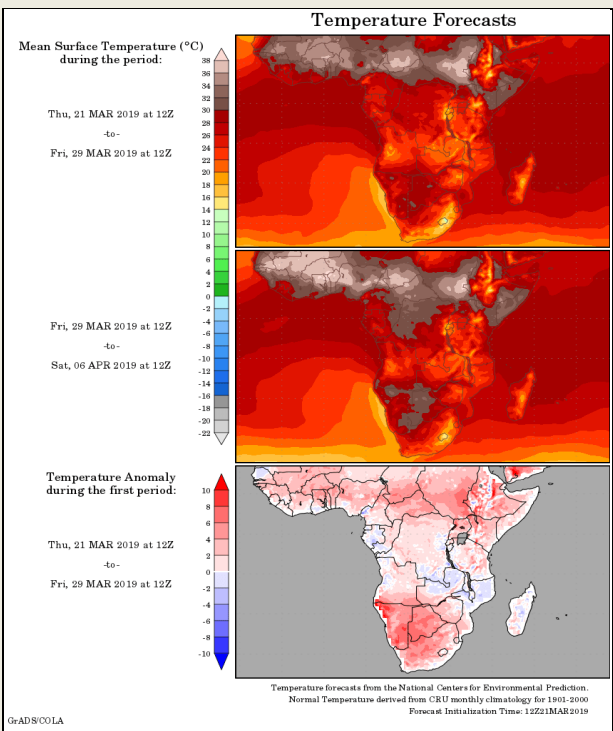 Temperature Forecasts
Mean Surface Temperature (°C)
during the period:
38
36
34
32
30
28
26
24
22
20
18
16
14
12
10
8
6
4
2
0
-2
-4
-6
-8
-10
-12
-14
-16
-18
-20
-22
Thu, 21 MAR 2019 at 12Z
-to-
Fri, 29 MAR 2019 at 12Z
Fri, 29 MAR 2019 at 12Z
-to-
Sat, 06 APR 2019 at 12Z
Temperature Anomaly
during the first period:
10
8
6
4
2
0
-2
-4
-6
-8
-10
Thu, 21 MAR 2019 at 12Z
-to-
Fri, 29 MAR 2019 at 12Z
Temperature forecasts from the National Centers for Environmental Prediction.
Normal Temperature derived from CRU monthly climatology for 1901-2000
Forecast Initialization Time: 12Z21MAR2019
GrADS/COLA